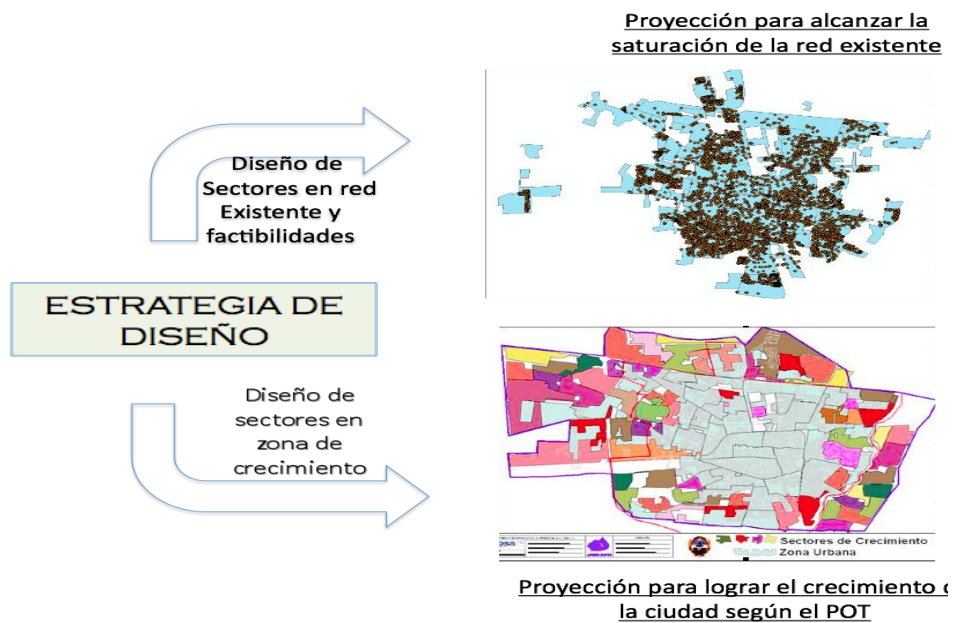 Proyección para alcanzar la
saturación de la red existente
Diseño de
Sectores en red
Existente y
factibilidades
ESTRATEGIA DE
DISEÑO
Diseño de
sectores en
zona de
crecimiento
Sectores de Crecimiento
Zona Urbana
Proyección para lograr el crecimiento
la ciudad según el POT